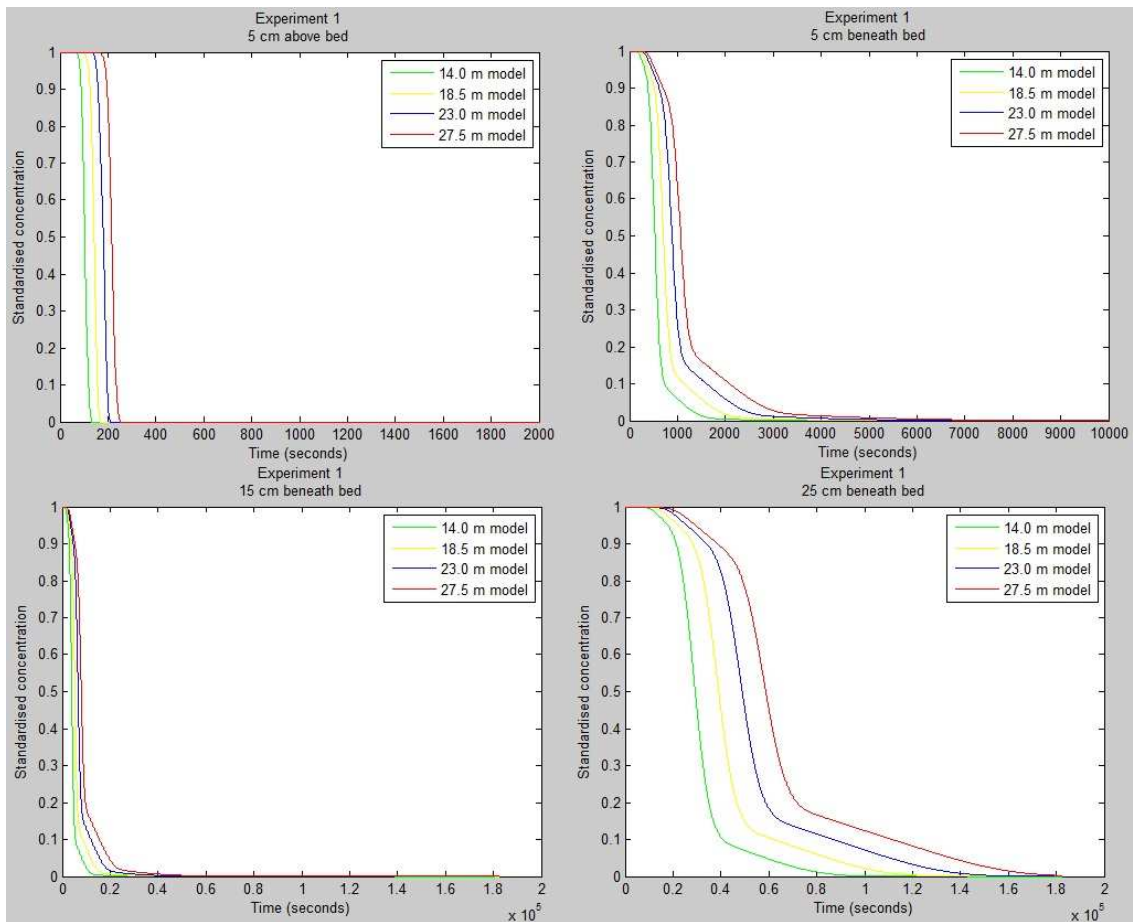 Experiment 1
5 cm above bed
Standardised concentration
1
0.9
0.8
0.7
0.6
0.5
0.4
0.3
0.2
0.1
0
14.0 m model
18.5 m model
23.0 m model
27.5 m model
0 200 400 600 800 1000 1200 1400 1600 1800 2000
Time (seconds)
Experiment 1
5 cm beneath bed
Standardised concentration
1
0.9
0.8
0.7
0.6
0.5
0.4
0.3
0.2
0.1
0
14.0 m model
18.5 m model
23.0 m model
27.5 m model
0 1000 2000 3000 4000 5000 6000 7000 8000 9000 10000
Time (seconds)
Experiment 1
15 cm beneath bed
Standardised concentration
1
0.9
0.8
0.7
0.6
0.5
0.4
0.3
0.2
0.1
0
14.0 m model
18.5 m model
23.0 m model
27.5 m model
0 0.2 0.4 0.6 0.8 1 1.2 1.4 1.6 1.8 2
Time (seconds)
x 10^5
Experiment 1
25 cm beneath bed
Standardised concentration
1
0.9
0.8
0.7
0.6
0.5
0.4
0.3
0.2
0.1
0
14.0 m model
18.5 m model
23.0 m model
27.5 m model
0 0.2 0.4 0.6 0.8 1 1.2 1.4 1.6 1.8 2
Time (seconds)
x 10^5